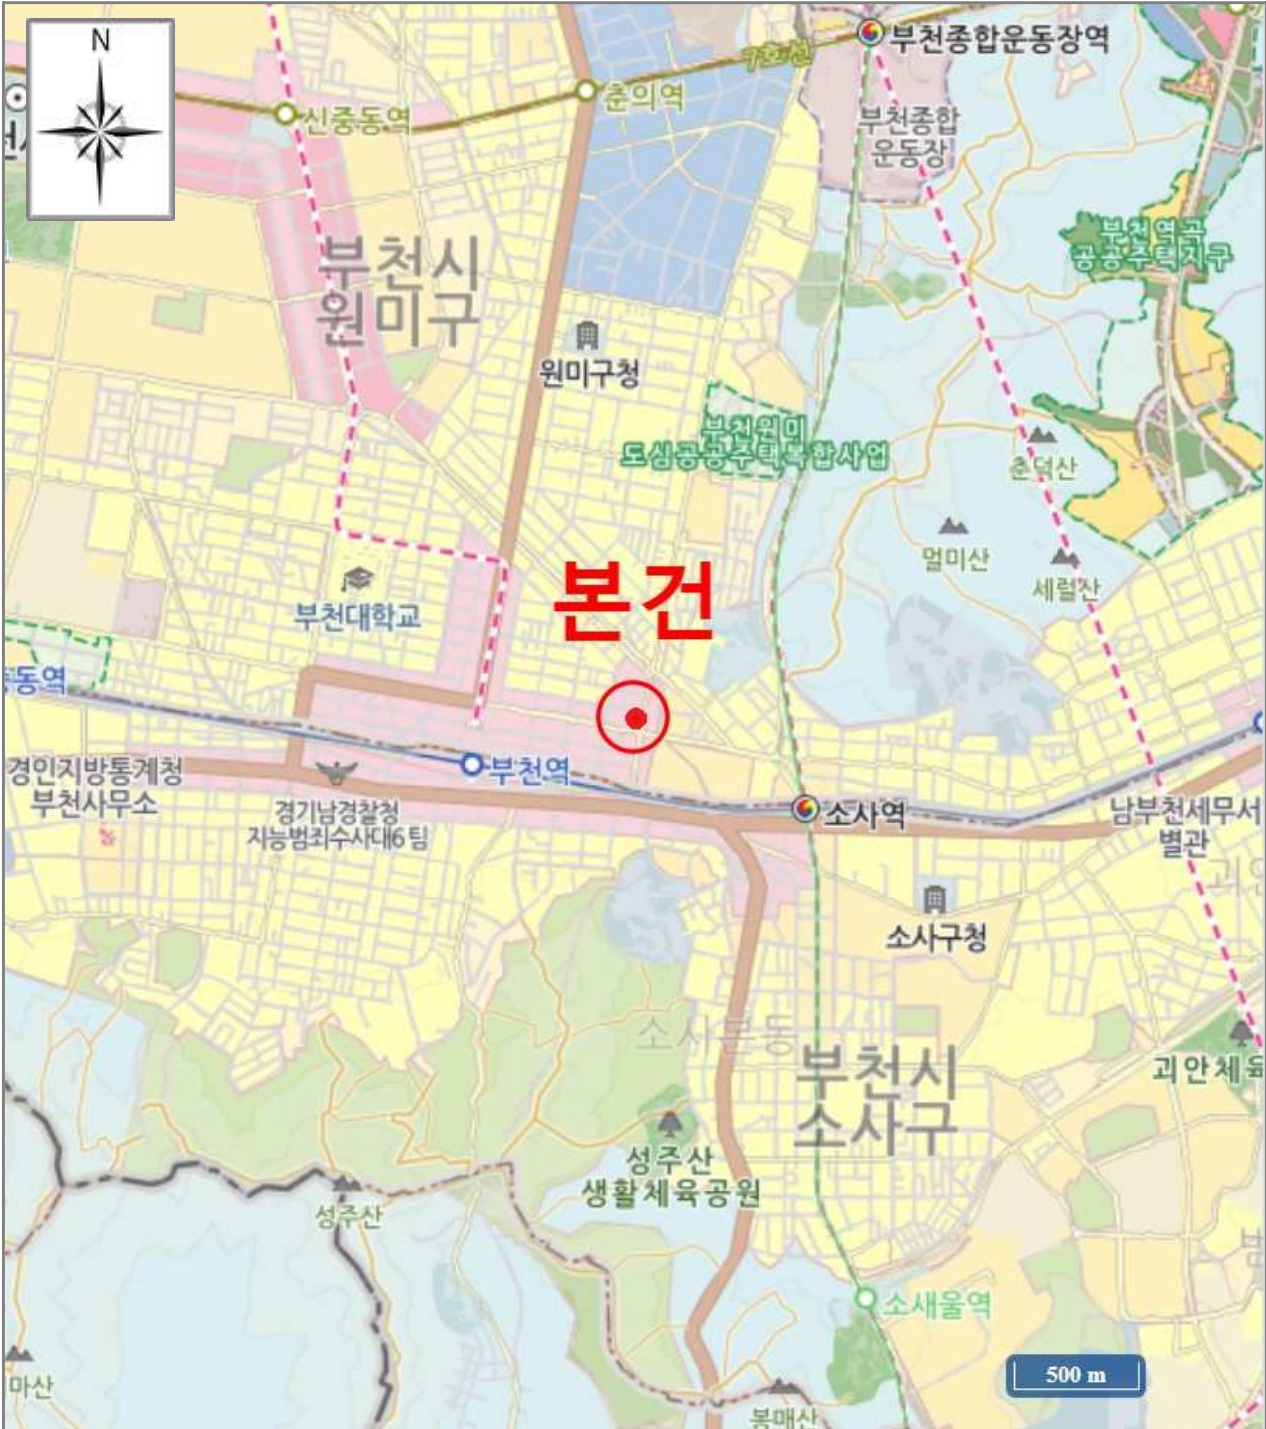 N
부천종합운동장역
7호선
춘의역
신중동역
부천종합
운동장
부천역곡
공공주택지구
부천시
원미구
원미구청
부천원미
도심공공주택복합사업
춘덕산
멀미산
세렬산
본건
부천대학교
동역
경인지방통계청
부천사무소
부천역
경기남경찰청
지능범죄수사대6팀
소사역
남부천세무서
별관
소사구청
소사본동
부천시
소사구
괴안체육
성주산
생활체육공원
성주산
소새울역
마산
500 m
봉매산